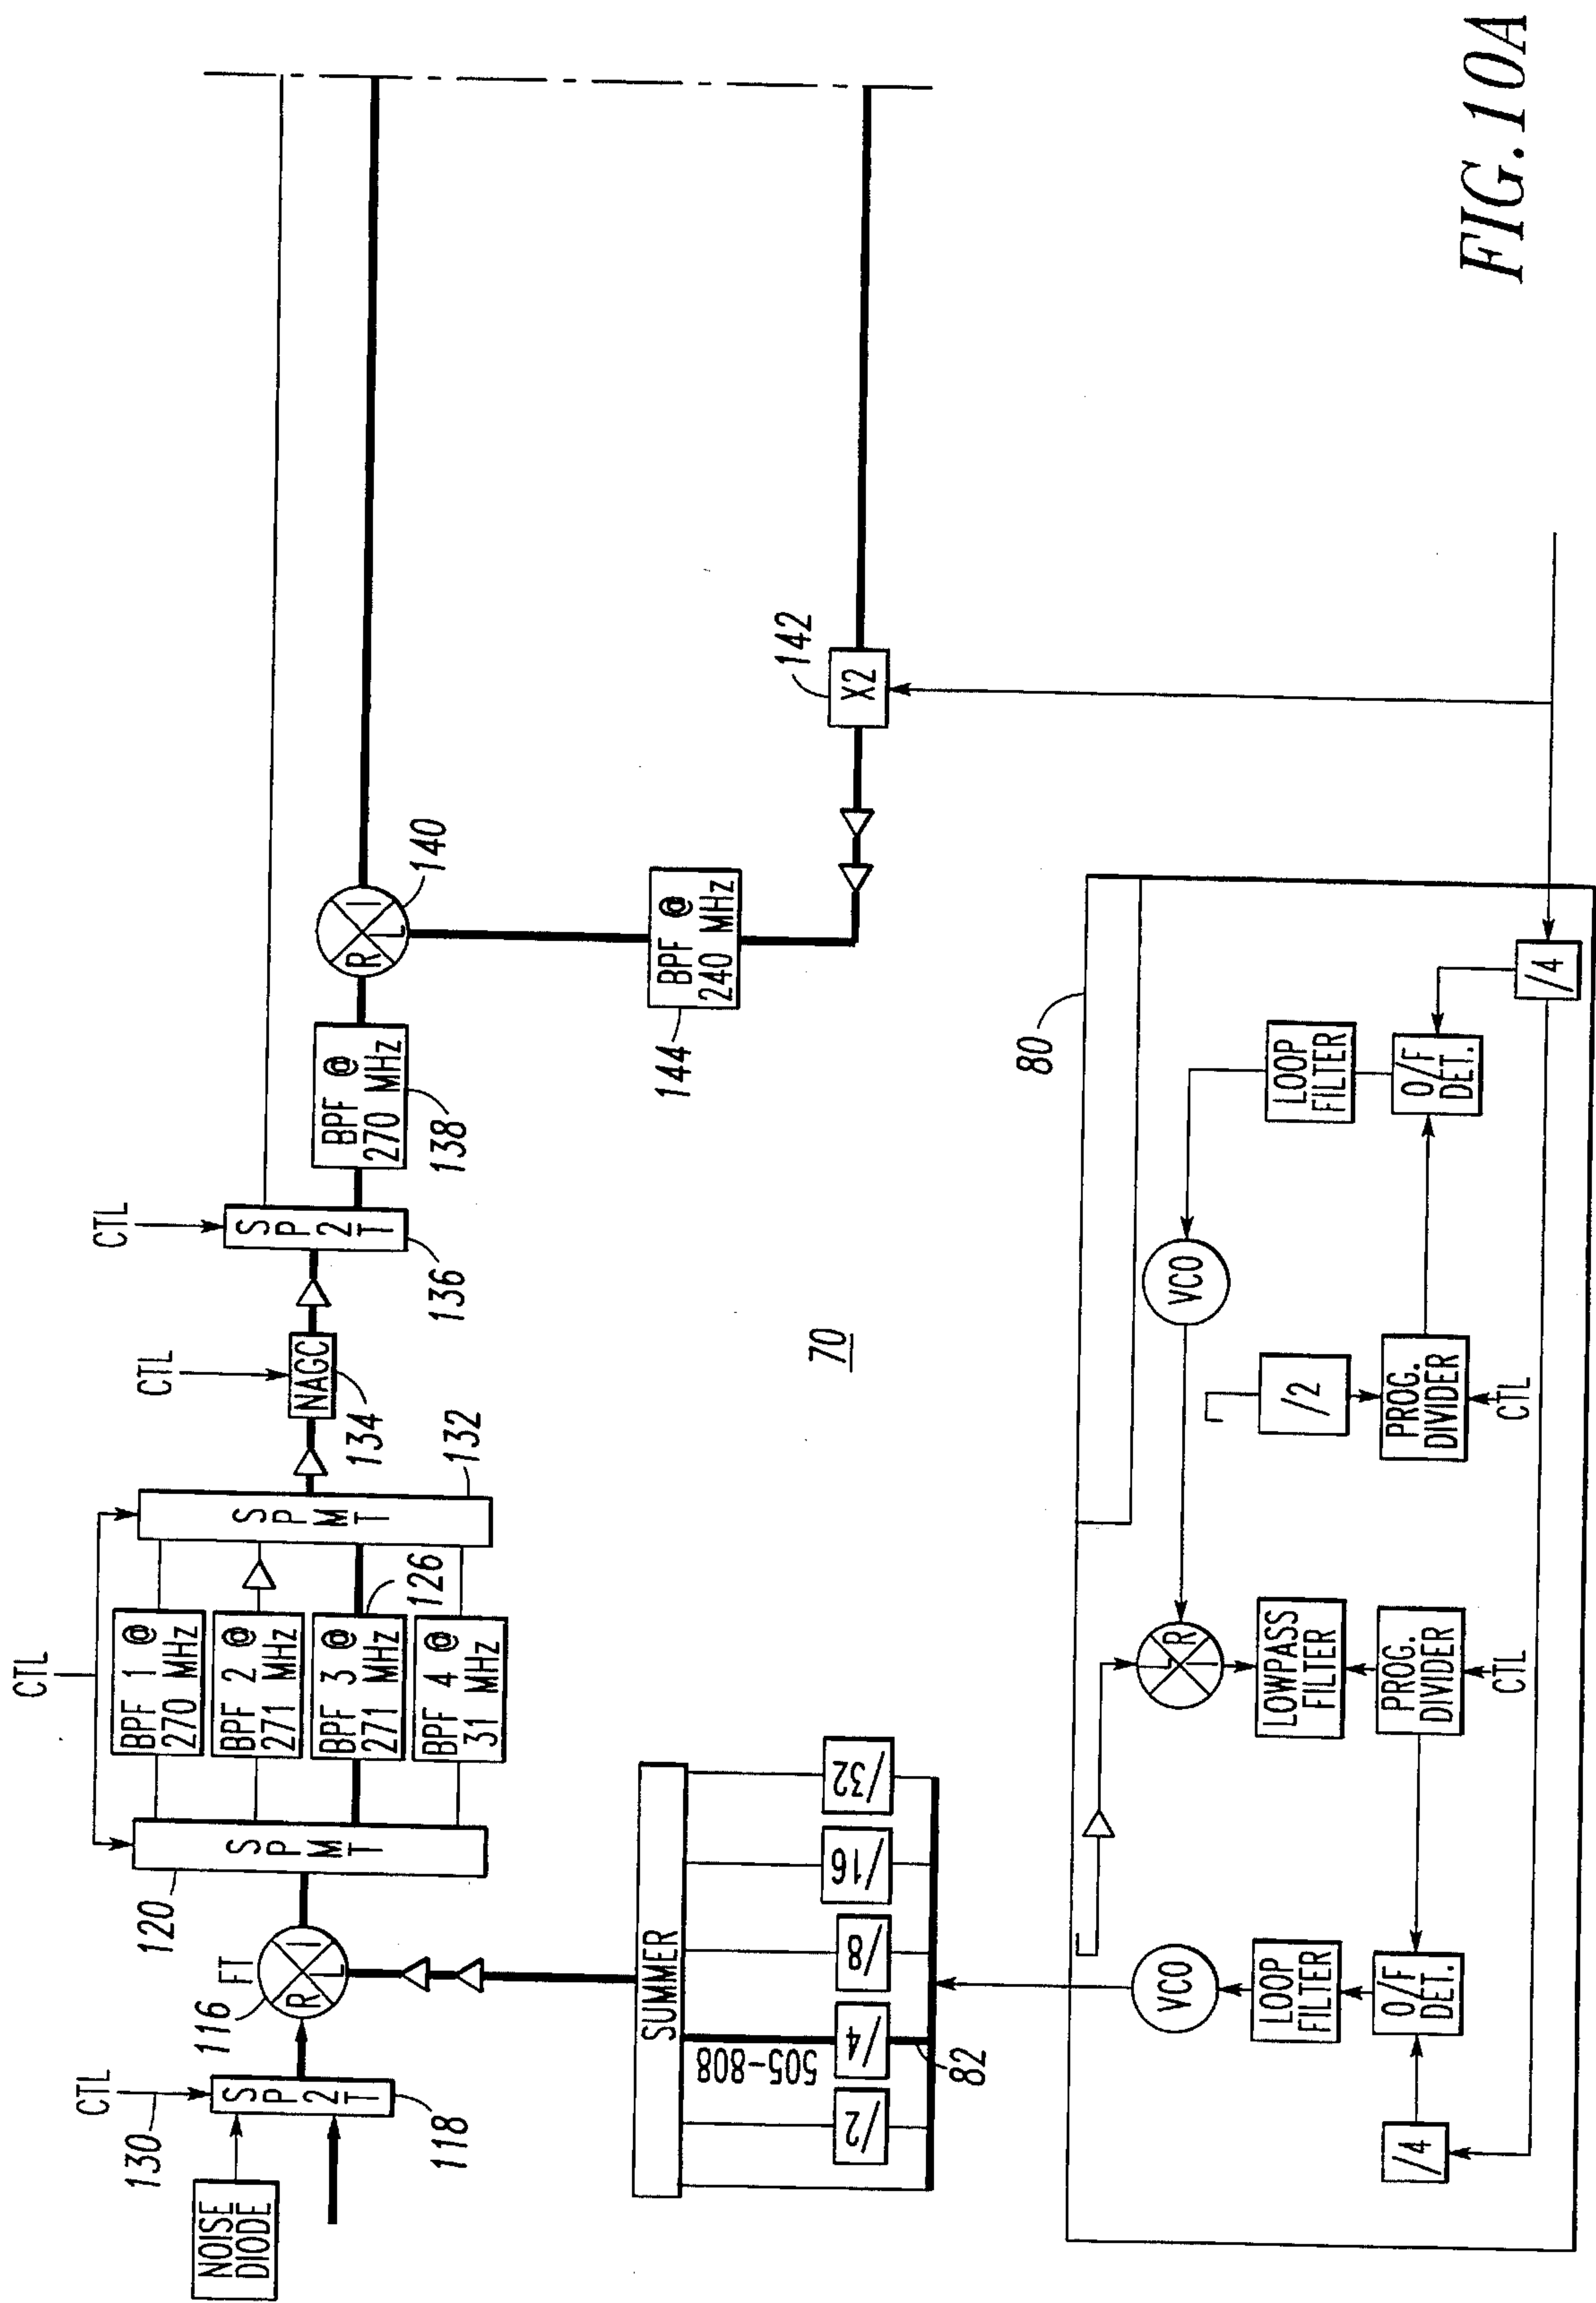 FIG.10A
CTL
CTL
CTL
CTL
130
116
FT
120
NOISE
DIODE
S
P
2
T
118
R
I
L
S
P
M
T
BPF 1 @
270 MHz
BPF 2 @
271 MHz
BPF 3 @
271 MHz
BPF 4 @
31 MHz
126
S
P
M
T
132
NAGC
134
S
P
2
T
136
BPF @
270 MHz
138
R
I
L
140
BPF @
240 MHz
144
X2
142
SUMMER
505-808
/2
/4
/8
/16
/32
82
70
80
VCO
LOOP
FILTER
O/F
DET.
/4
L
R
I
LOWPASS
FILTER
PROG.
DIVIDER
CTL
VCO
/2
PROG.
DIVIDER
CTL
LOOP
FILTER
O/F
DET.
/4